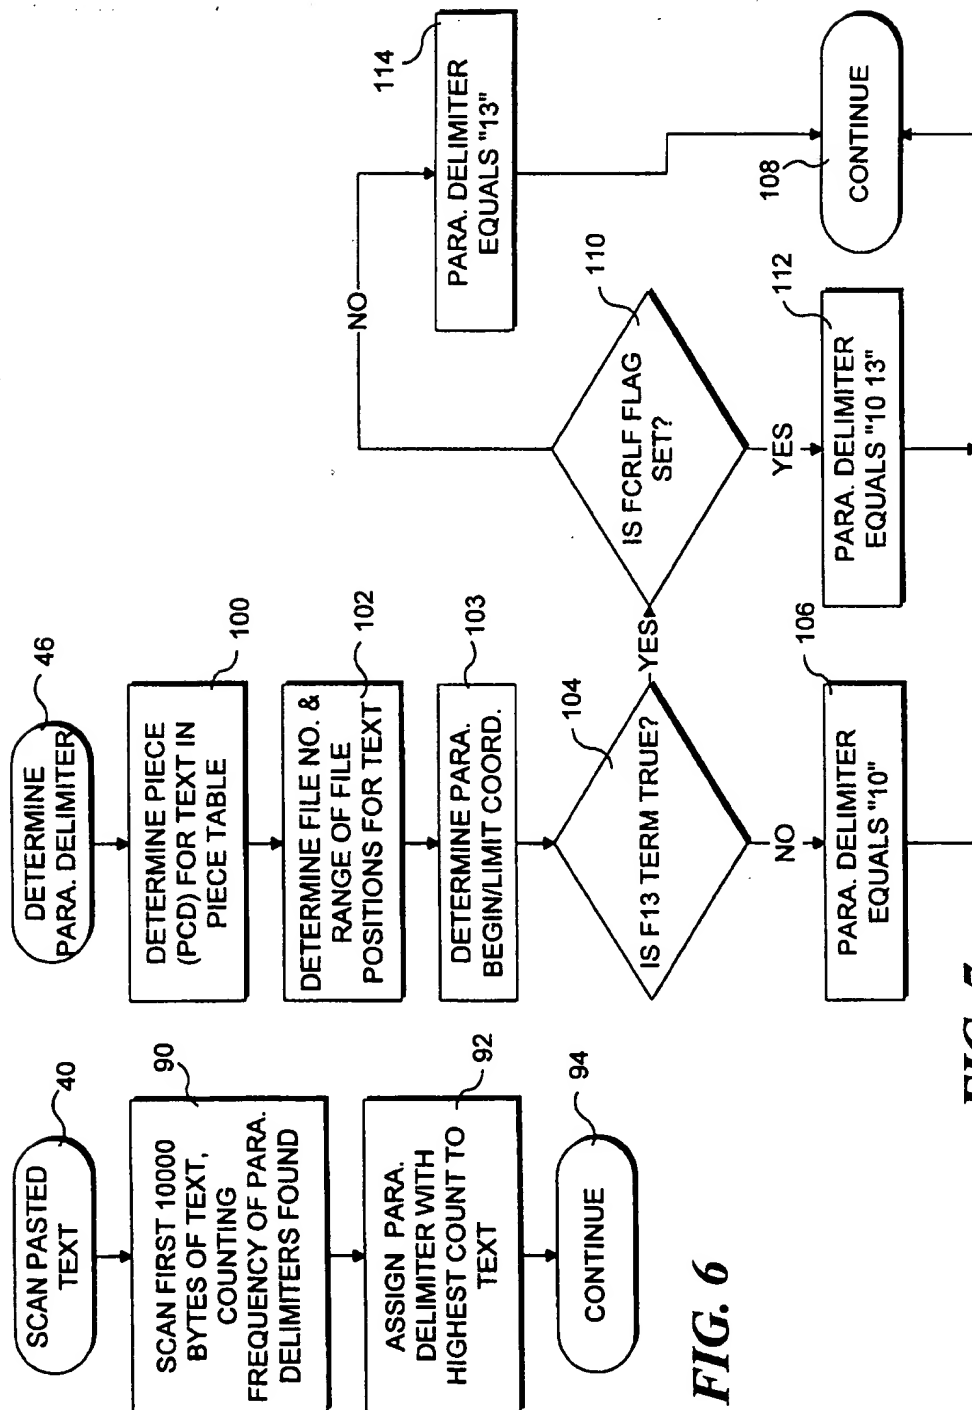 SCAN PASTED
TEXT
40
SCAN FIRST 10000
BYTES OF TEXT,
COUNTING
FREQUENCY OF PARA.
DELIMITERS FOUND
90
ASSIGN PARA.
DELIMITER WITH
HIGHEST COUNT TO
TEXT
92
CONTINUE
94
FIG. 6
DETERMINE
PARA. DELIMITER
46
DETERMINE PIECE
(PCD) FOR TEXT IN
PIECE TABLE
100
DETERMINE FILE NO. &
RANGE OF FILE
POSITIONS FOR TEXT
102
DETERMINE PARA.
BEGIN/LIMIT COORD.
103
IS F13 TERM TRUE?
104
YES
NO
PARA. DELIMITER
EQUALS "10"
106
IS FCRLF FLAG
SET?
110
NO
YES
PARA. DELIMITER
EQUALS "10 13"
112
PARA. DELIMITER
EQUALS "13"
114
CONTINUE
108
FIG. 7